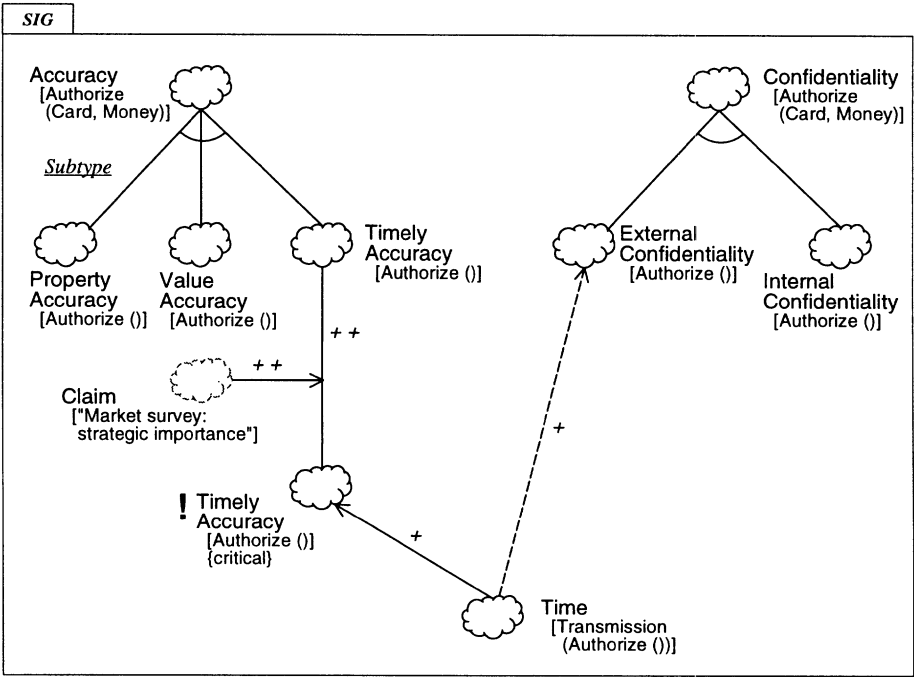 SIG
Accuracy
[Authorize
(Card, Money)]
Confidentiality
[Authorize
(Card, Money)]
Subtype
Property
Accuracy
[Authorize ()]
Value
Accuracy
[Authorize ()]
Timely
Accuracy
[Authorize ()]
External
Confidentiality
[Authorize ()]
Internal
Confidentiality
[Authorize ()]
+ +
+ +
Claim
["Market survey:
strategic importance"]
+
! Timely
Accuracy
[Authorize ()]
{critical}
+
Time
[Transmission
(Authorize ())]